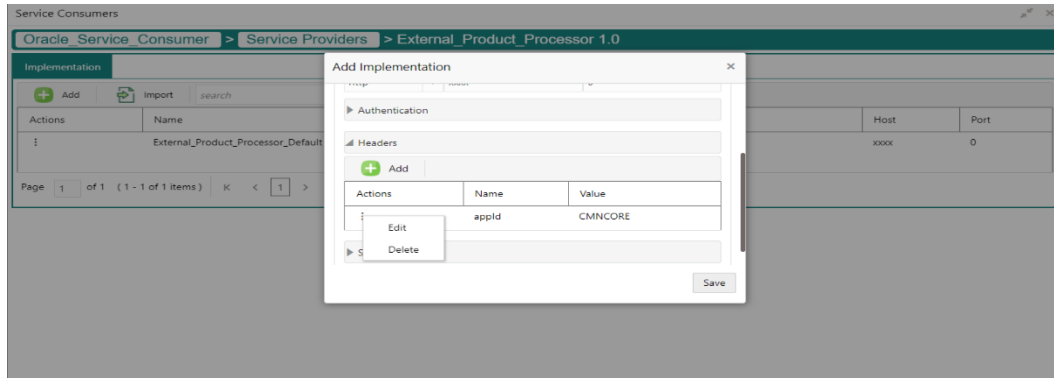 Service Consumers
Oracle_Service_Consumer > Service Providers > External_Product_Processor 1.0
Implementation
Add Import search
Actions Name Host Port
External_Product_Processor_Default xxxx 0
Page 1 of 1 (1 - 1 of 1 items) K < 1 >
Add Implementation
Authentication
Headers
Add
Actions Name Value
appId CMNCORE
Edit
Delete
S
Save